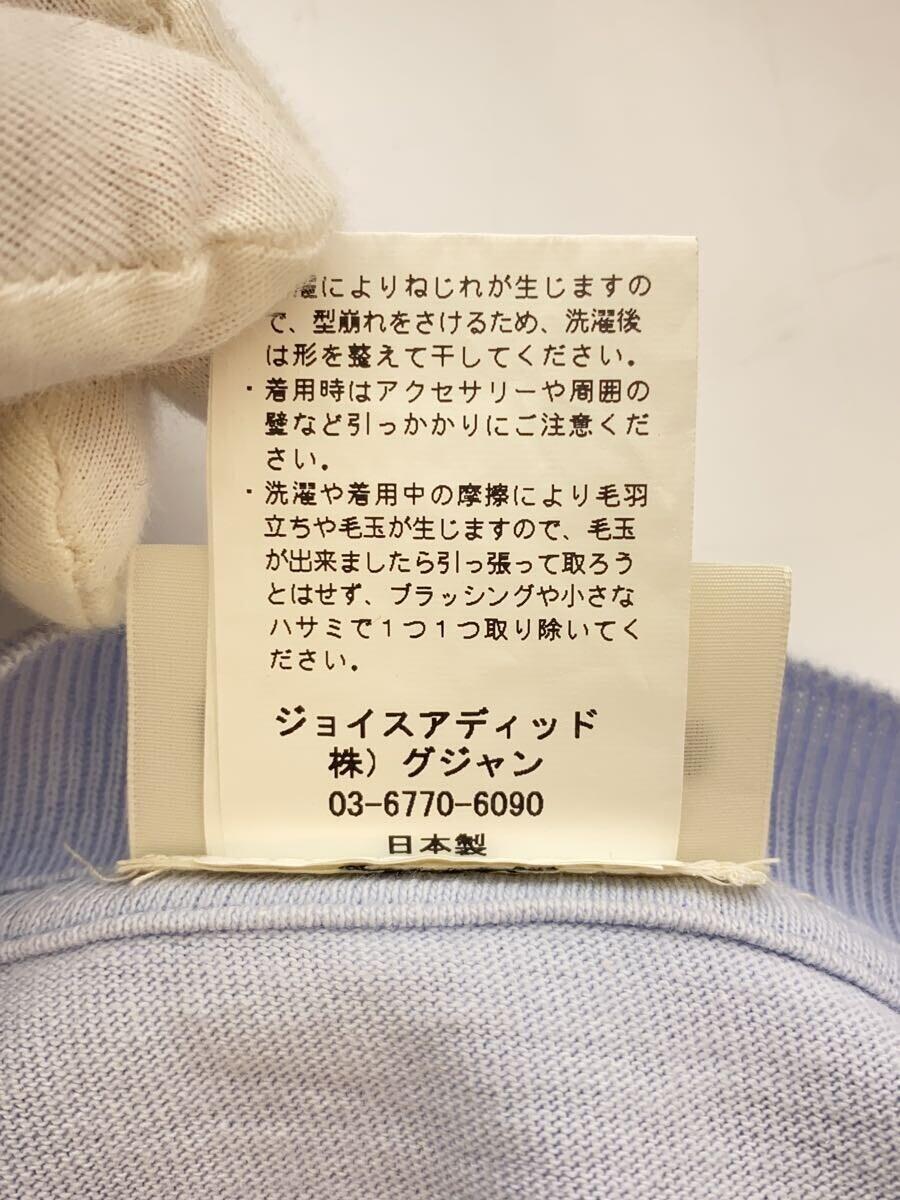 濯によりねじれが生じますの
で、型崩れをさけるため、洗濯後
は形を整えて干してください。
・着用時はアクセサリーや周囲の
壁など引っかかりにご注意くだ
さい。
・洗濯や着用中の摩擦により毛羽
立ちや毛玉が生じますので、毛玉
が出来ましたら引っ張って取ろう
とはせず、ブラッシングや小さな
ハサミで１つ１つ取り除いてく
ださい。
ジョイスアディッド
株）グジャン
03-6770-6090
日本製